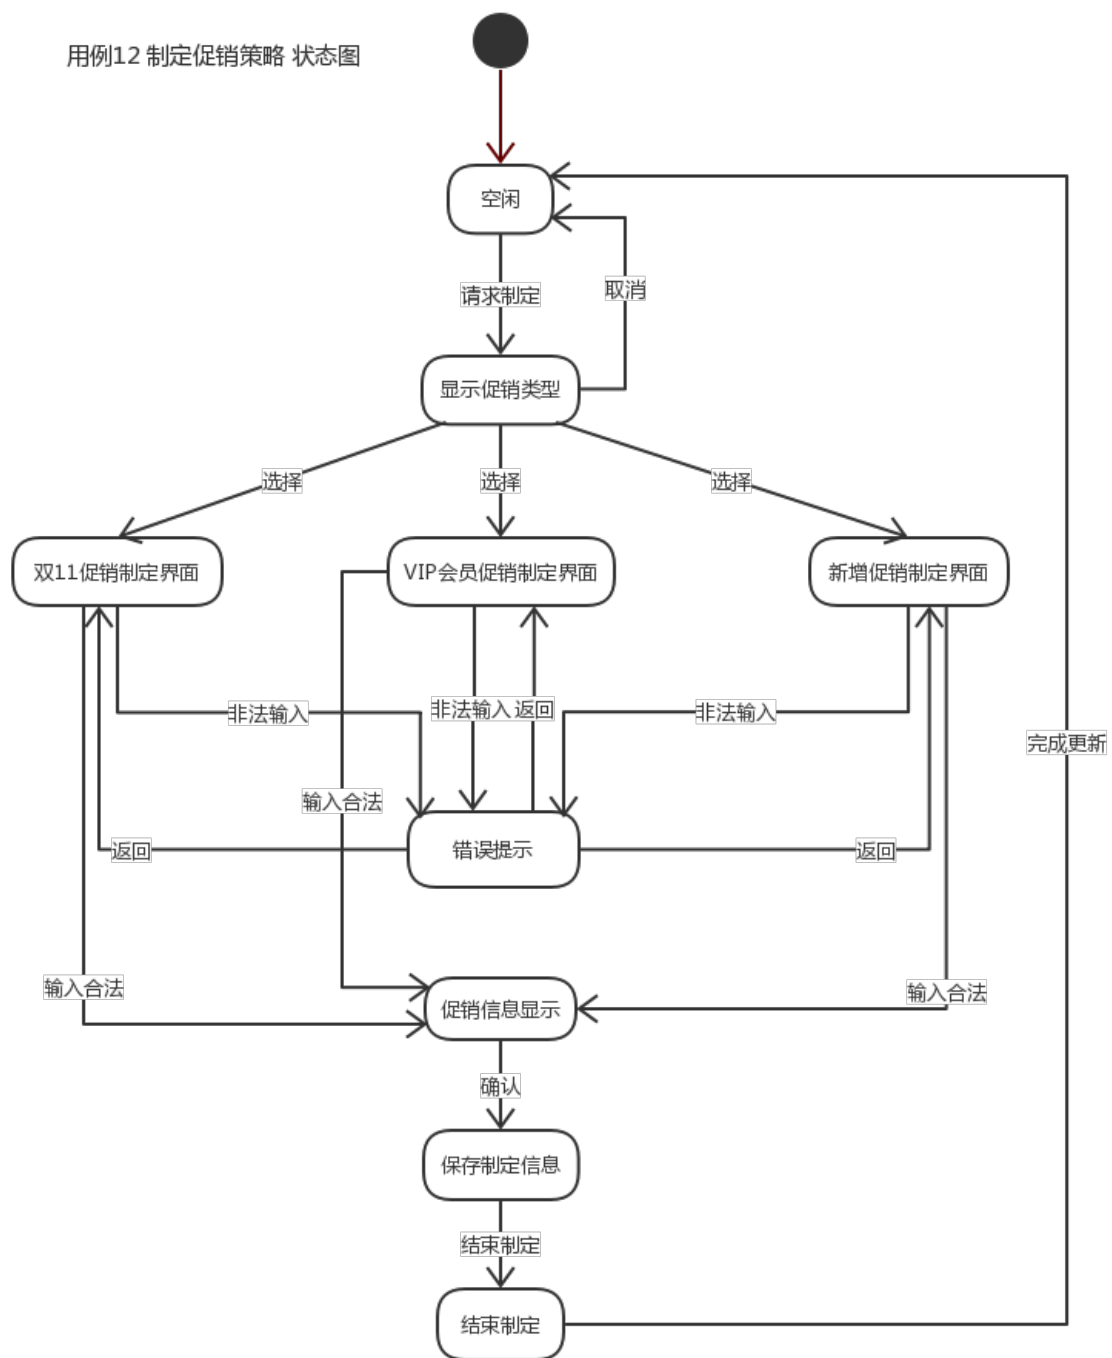 用例12 制定促销策略 状态图
空闲
请求制定
取消
显示促销类型
选择
选择
选择
双11促销制定界面
VIP会员促销制定界面
新增促销制定界面
非法输入
非法输入
返回
非法输入
完成更新
输入合法
返回
错误提示
返回
输入合法
输入合法
促销信息显示
确认
保存制定信息
结束制定
结束制定